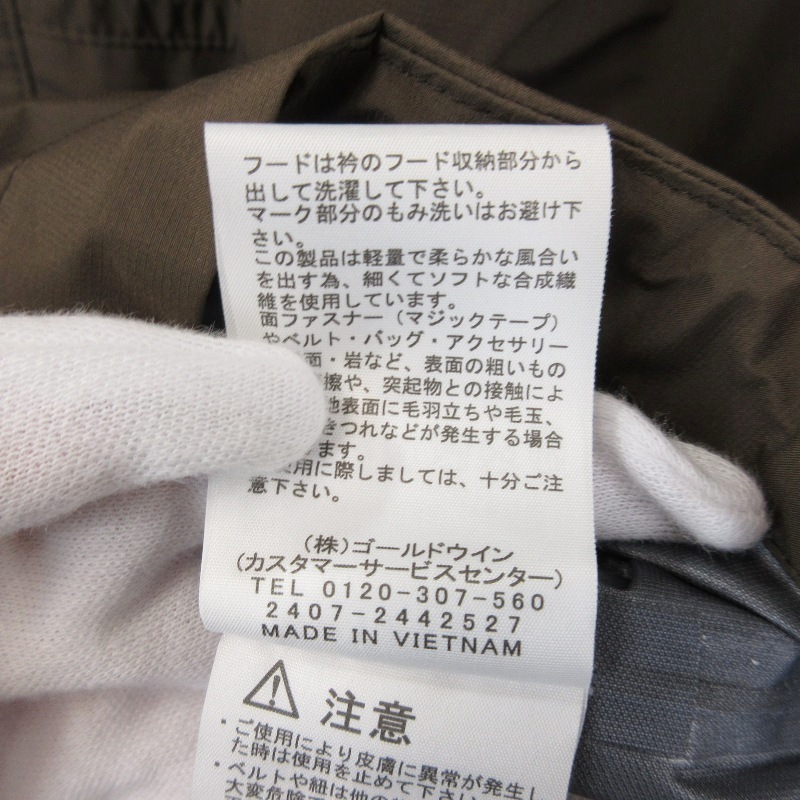 フードは衿のフード収納部分から
出して洗濯して下さい。
マーク部分のもみ洗いはお避け下
さい。
この製品は軽量で柔らかな風合い
を出す為、細くてソフトな合成繊
維を使用しています。
面ファスナー(マジックテープ)
やベルト・バッグ・アクセサリー
面・岩など、表面の粗いもの
擦や、突起物との接触によ
地表面に毛羽立ちや毛玉、
きつれなどが発生する場合
ます。
用に際しましては、十分ご注
意下さい。
(株)ゴールドウイン
(カスタマーサービスセンター)
TEL 0120-307-560
2407-2442527
MADE IN VIETNAM
注意
・ご使用により皮膚に異常が発生し
た時は使用を止めて下さい。
・ベルトや紐は他の
大変危険